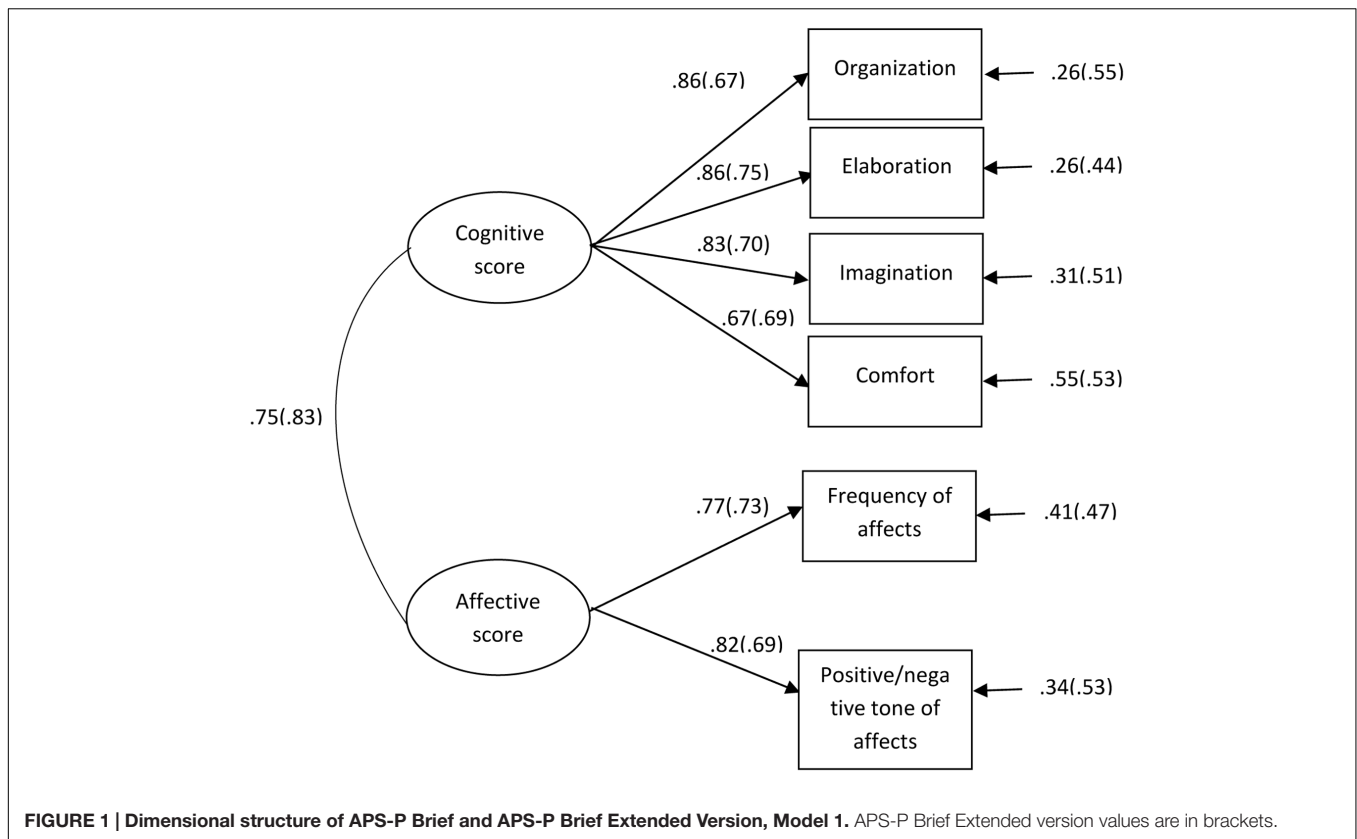 .86(.67)
Organization
.26(.55)
.86(.75)
Elaboration
.26(.44)
Cognitive
score
.83(.70)
Imagination
.31(.51)
.67(.69)
Comfort
.55(.53)
.75(.83)
.77(.73)
Frequency of
affects
.41(.47)
Affective
score
.82(.69)
Positive/nega
tive tone of
affects
.34(.53)
FIGURE 1 | Dimensional structure of APS-P Brief and APS-P Brief Extended Version, Model 1. APS-P Brief Extended version values are in brackets.